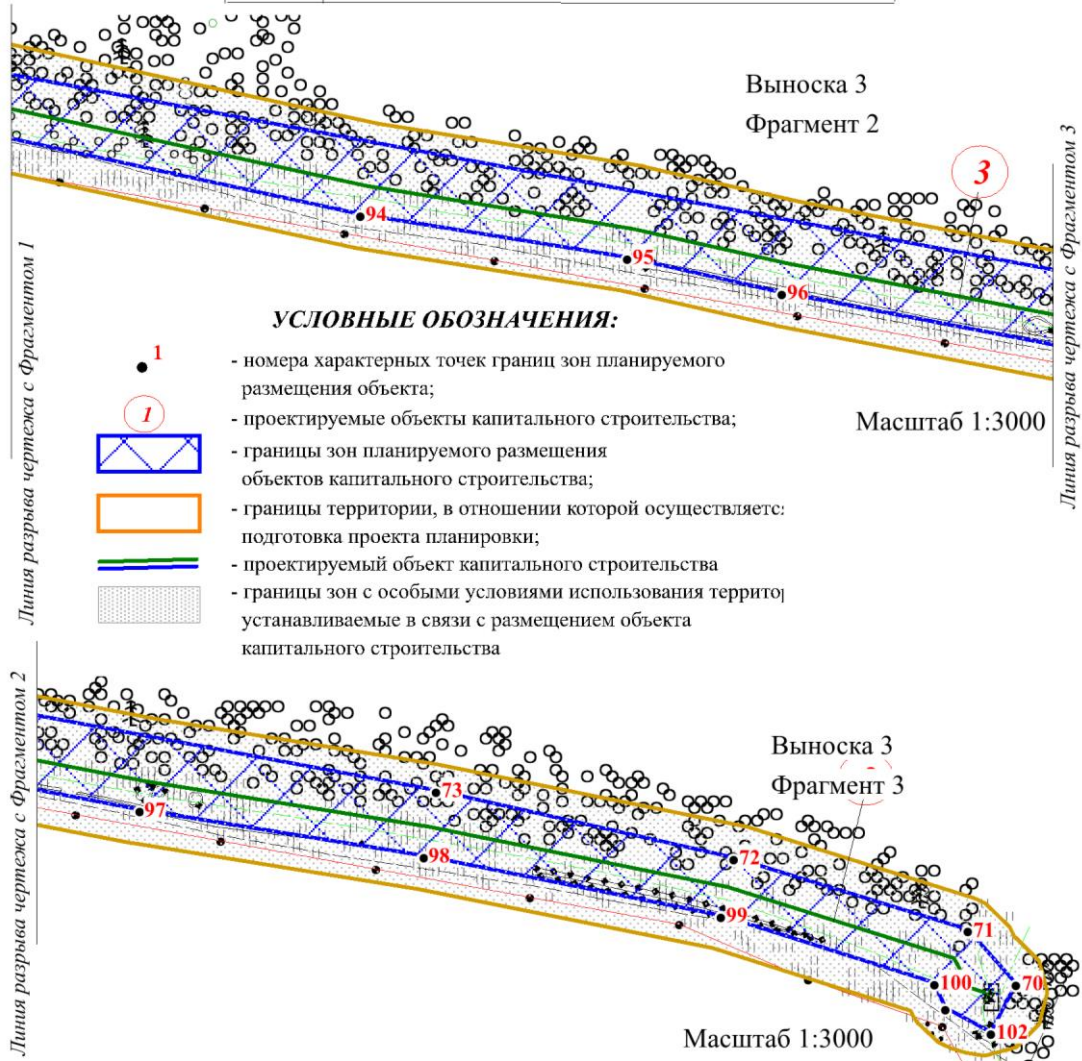 Выноска 3
Фрагмент 2
3
Линия разрыва чертежа с Фрагментом 1
Линия разрыва чертежа с Фрагментом 3
94
95
96
УСЛОВНЫЕ ОБОЗНАЧЕНИЯ:
1
- номера характерных точек границ зон планируемого
размещения объекта;
1
- проектируемые объекты капитального строительства;
Масштаб 1:3000
- границы зон планируемого размещения
объектов капитального строительства;
- границы территории, в отношении которой осуществляетс
подготовка проекта планировки;
- проектируемый объект капитального строительства
- границы зон с особыми условиями использования террито
устанавливаемые в связи с размещением объекта
капитального строительства
Линия разрыва чертежа с Фрагментом 2
Выноска 3
Фрагмент 3
73
97
98
72
99
71
100
70
102
Масштаб 1:3000